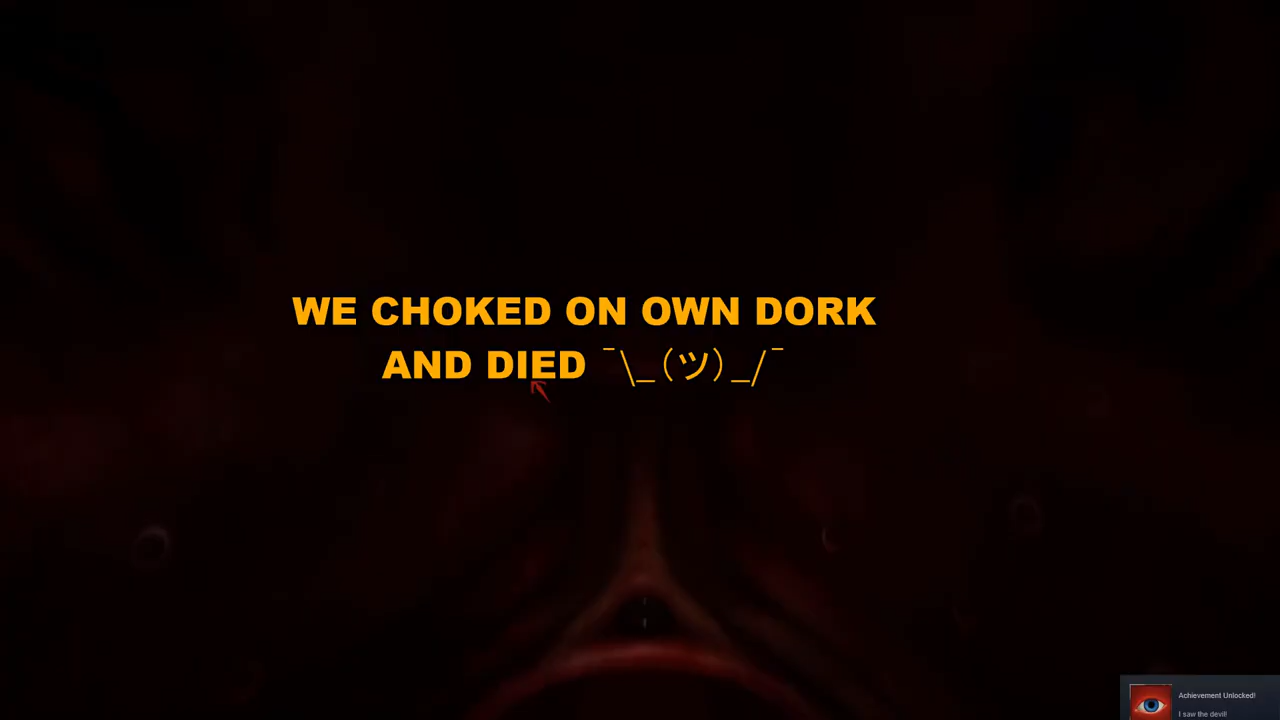 WE CHOKED ON OWN DORK
AND DIED ¯\_(ツ)_/¯
Achievement Unlocked!
I saw the devil!